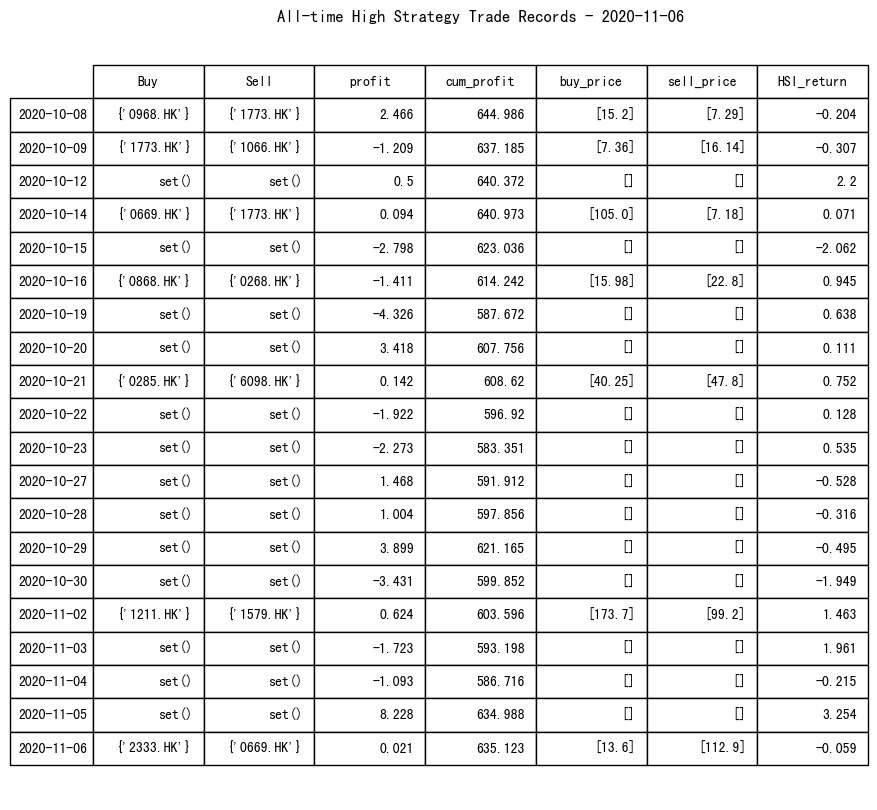 All-time High Strategy Trade Records - 2020-11-06
Buy Sell profit cum_profit buy_price sell_price HSI_return
2020-10-08 {'0968.HK'} {'1773.HK'} 2.466 644.986 [15.2] [7.29] -0.204
2020-10-09 {'1773.HK'} {'1066.HK'} -1.209 637.185 [7.36] [16.14] -0.307
2020-10-12 set() set() 0.5 640.372 [] [] 2.2
2020-10-14 {'0669.HK'} {'1773.HK'} 0.094 640.973 [105.0] [7.18] 0.071
2020-10-15 set() set() -2.798 623.036 [] [] -2.062
2020-10-16 {'0868.HK'} {'0268.HK'} -1.411 614.242 [15.98] [22.8] 0.945
2020-10-19 set() set() -4.326 587.672 [] [] 0.638
2020-10-20 set() set() 3.418 607.756 [] [] 0.111
2020-10-21 {'0285.HK'} {'6098.HK'} 0.142 608.62 [40.25] [47.8] 0.752
2020-10-22 set() set() -1.922 596.92 [] [] 0.128
2020-10-23 set() set() -2.273 583.351 [] [] 0.535
2020-10-27 set() set() 1.468 591.912 [] [] -0.528
2020-10-28 set() set() 1.004 597.856 [] [] -0.316
2020-10-29 set() set() 3.899 621.165 [] [] -0.495
2020-10-30 set() set() -3.431 599.852 [] [] -1.949
2020-11-02 {'1211.HK'} {'1579.HK'} 0.624 603.596 [173.7] [99.2] 1.463
2020-11-03 set() set() -1.723 593.198 [] [] 1.961
2020-11-04 set() set() -1.093 586.716 [] [] -0.215
2020-11-05 set() set() 8.228 634.988 [] [] 3.254
2020-11-06 {'2333.HK'} {'0669.HK'} 0.021 635.123 [13.6] [112.9] -0.059